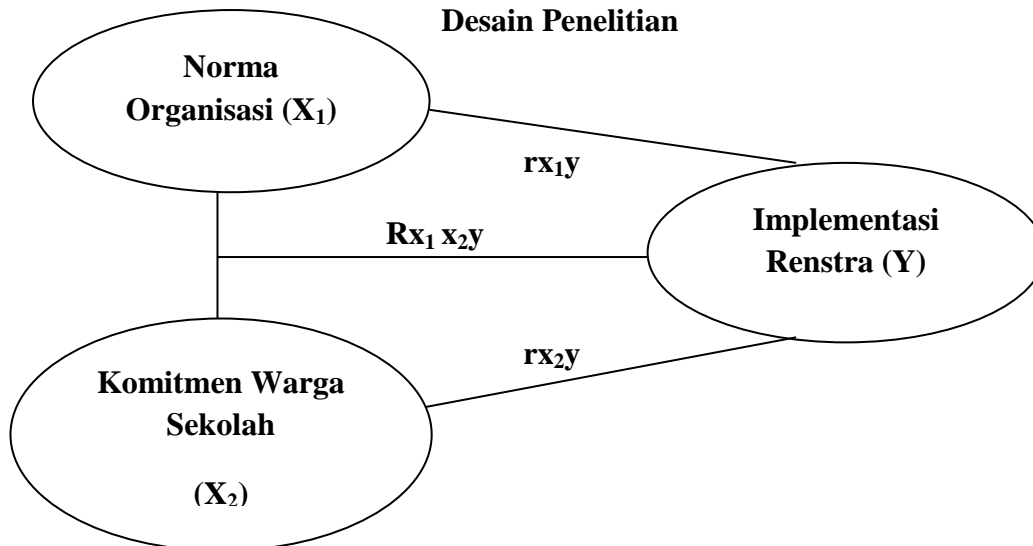 Desain Penelitian
Norma
Organisasi (X₁)
rx₁y
Rx₁ x₂y
Implementasi
Renstra (Y)
rx₂y
Komitmen Warga
Sekolah
(X₂)